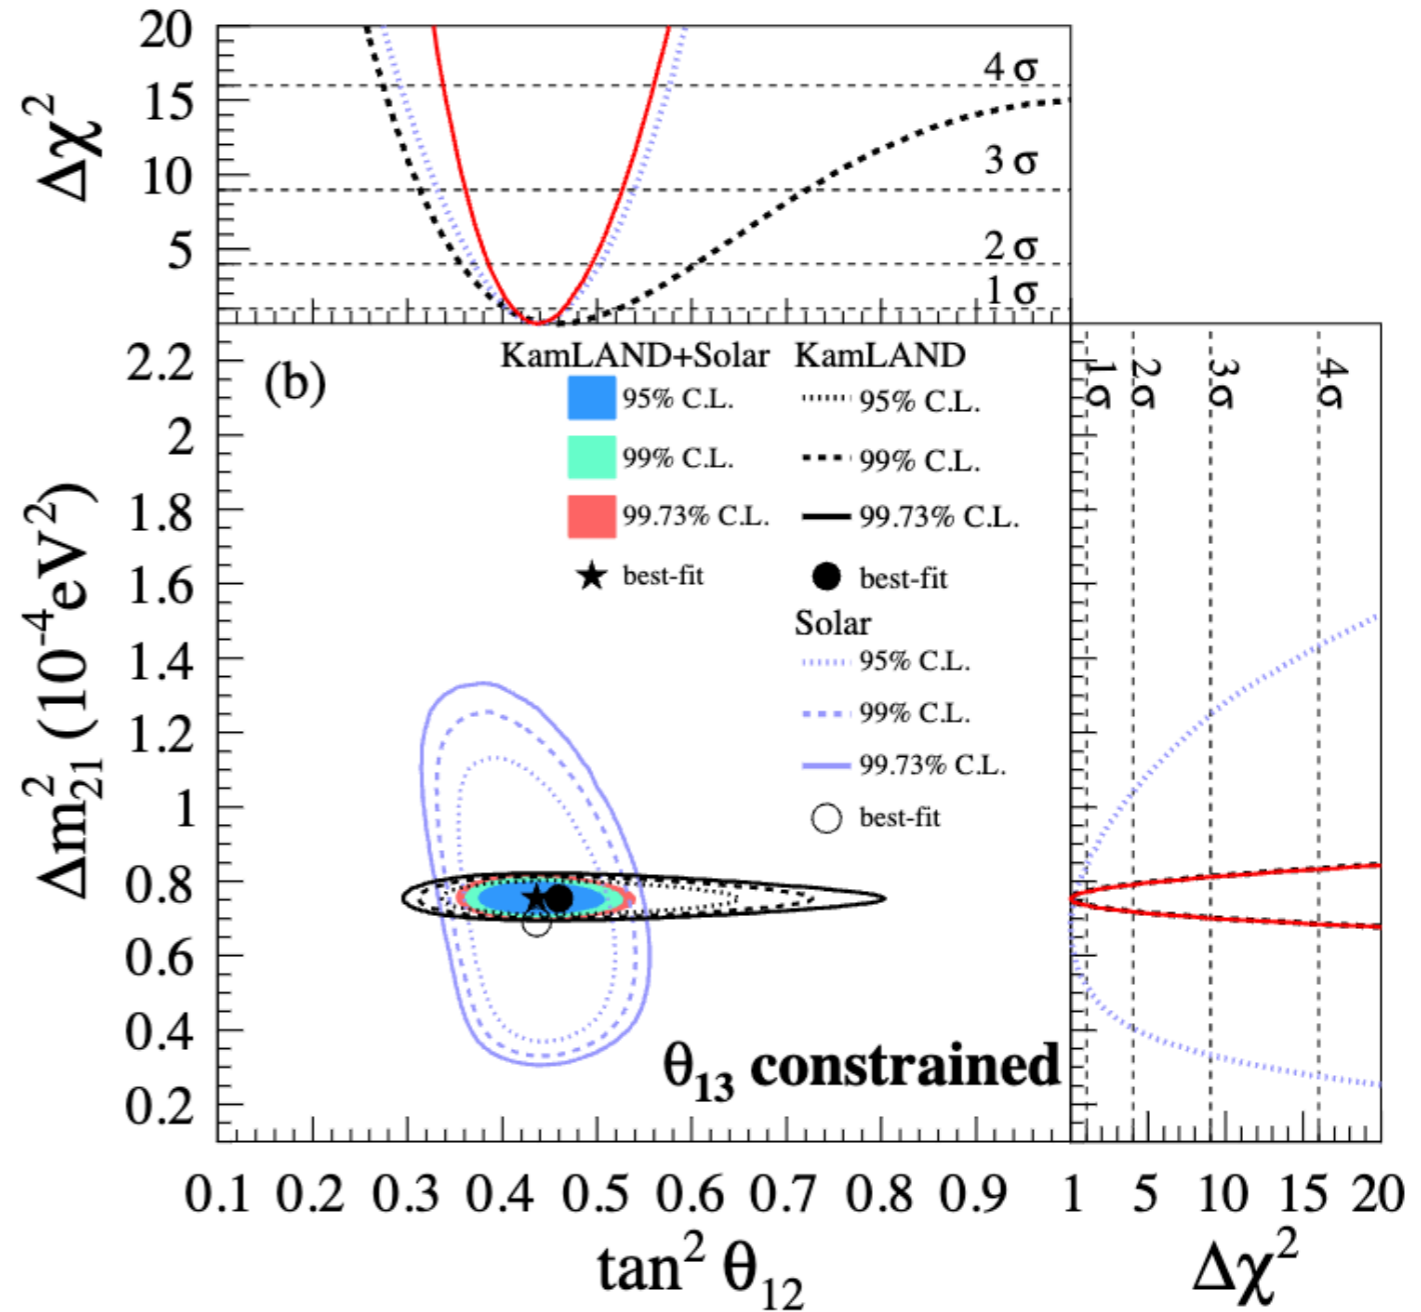 20
15
10
5
Δχ²
4 σ
3 σ
2 σ
1 σ
(b)
KamLAND+Solar
95% C.L.
99% C.L.
99.73% C.L.
best-fit
KamLAND
95% C.L.
99% C.L.
99.73% C.L.
best-fit
Solar
95% C.L.
99% C.L.
99.73% C.L.
best-fit
θ₁₃ constrained
1σ
2σ
3σ
4σ
2.2
2
1.8
1.6
1.4
1.2
1
0.8
0.6
0.4
0.2
Δm²₂₁ (10⁻⁴eV²)
0.1 0.2 0.3 0.4 0.5 0.6 0.7 0.8 0.9 1 5 10 15 20
tan² θ₁₂
Δχ²